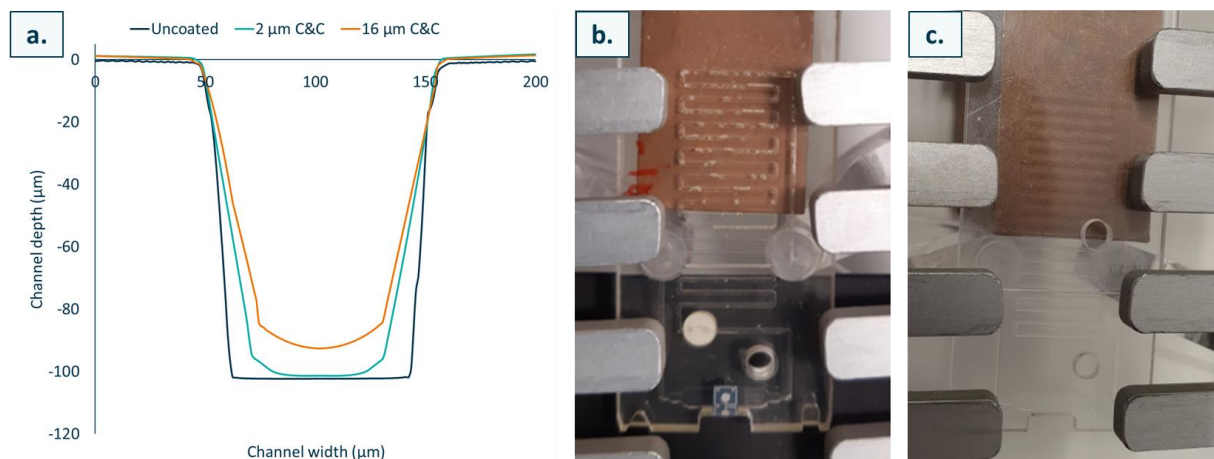 a.
Uncoated 2 µm C&C 16 µm C&C
0
-20
-40
-60
-80
-100
-120
0 50 100 150 200
Channel depth (µm)
Channel width (µm)
b.
c.